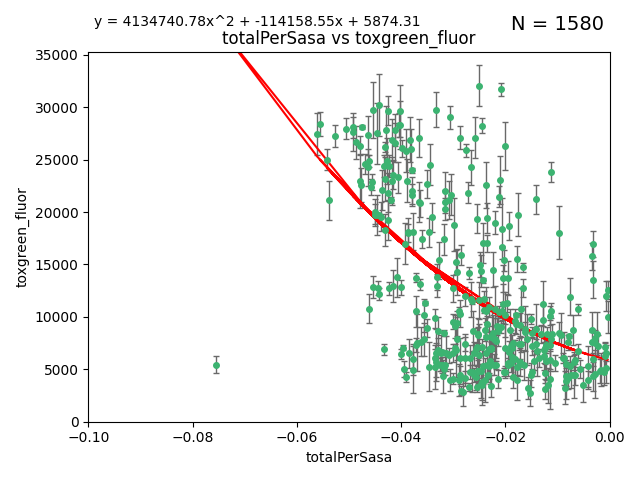 y = 4134740.78x^2 + -114158.55x + 5874.31
N = 1580
totalPerSasa vs toxgreen_fluor
35000
30000
25000
20000
15000
10000
5000
0
toxgreen_fluor
−0.10 −0.08 −0.06 −0.04 −0.02 0.00
totalPerSasa